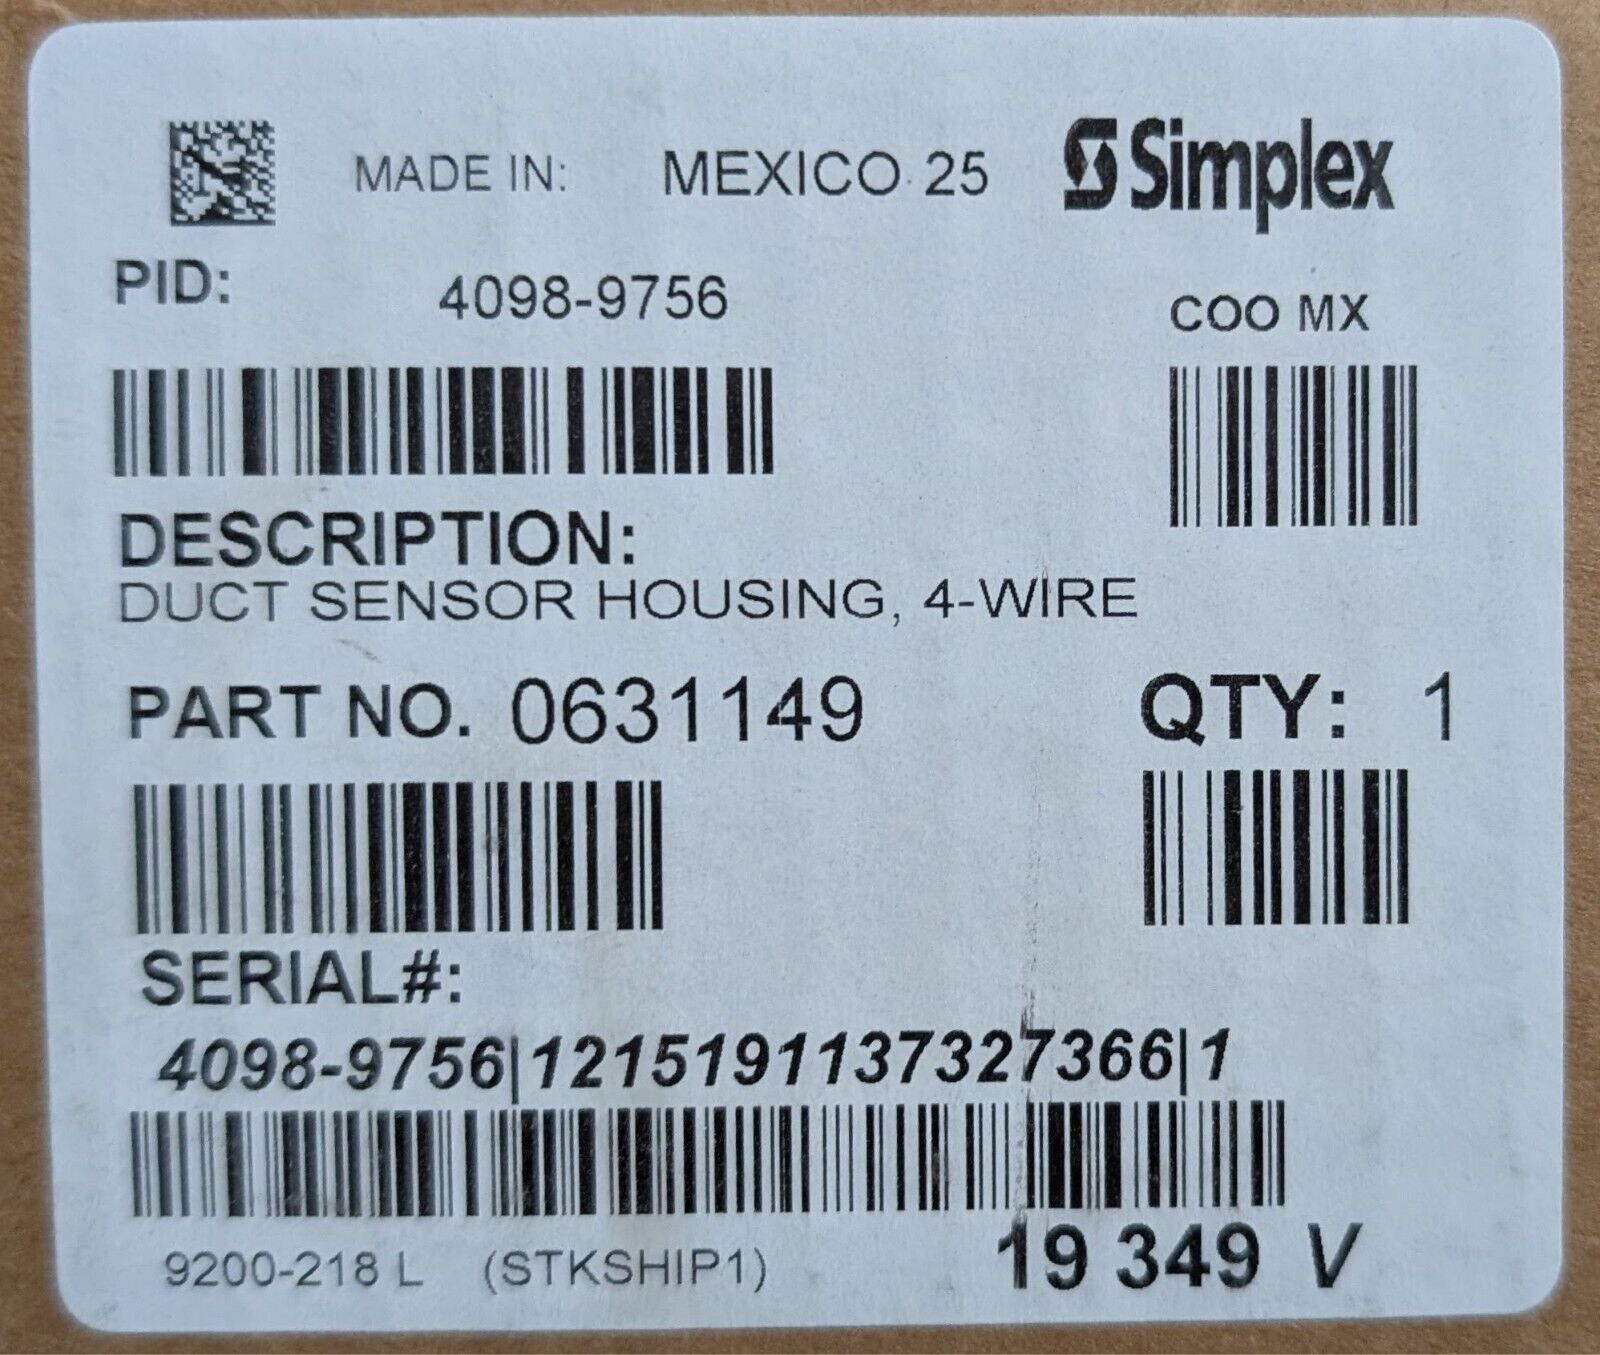 MADE IN: MEXICO 25 Simplex
PID: 4098-9756
COO MX
DESCRIPTION:
DUCT SENSOR HOUSING, 4-WIRE
PART NO. 0631149 QTY: 1
SERIAL#:
4098-9756|1215191137327366|1
9200-218 L (STKSHIP1) 19 349 V